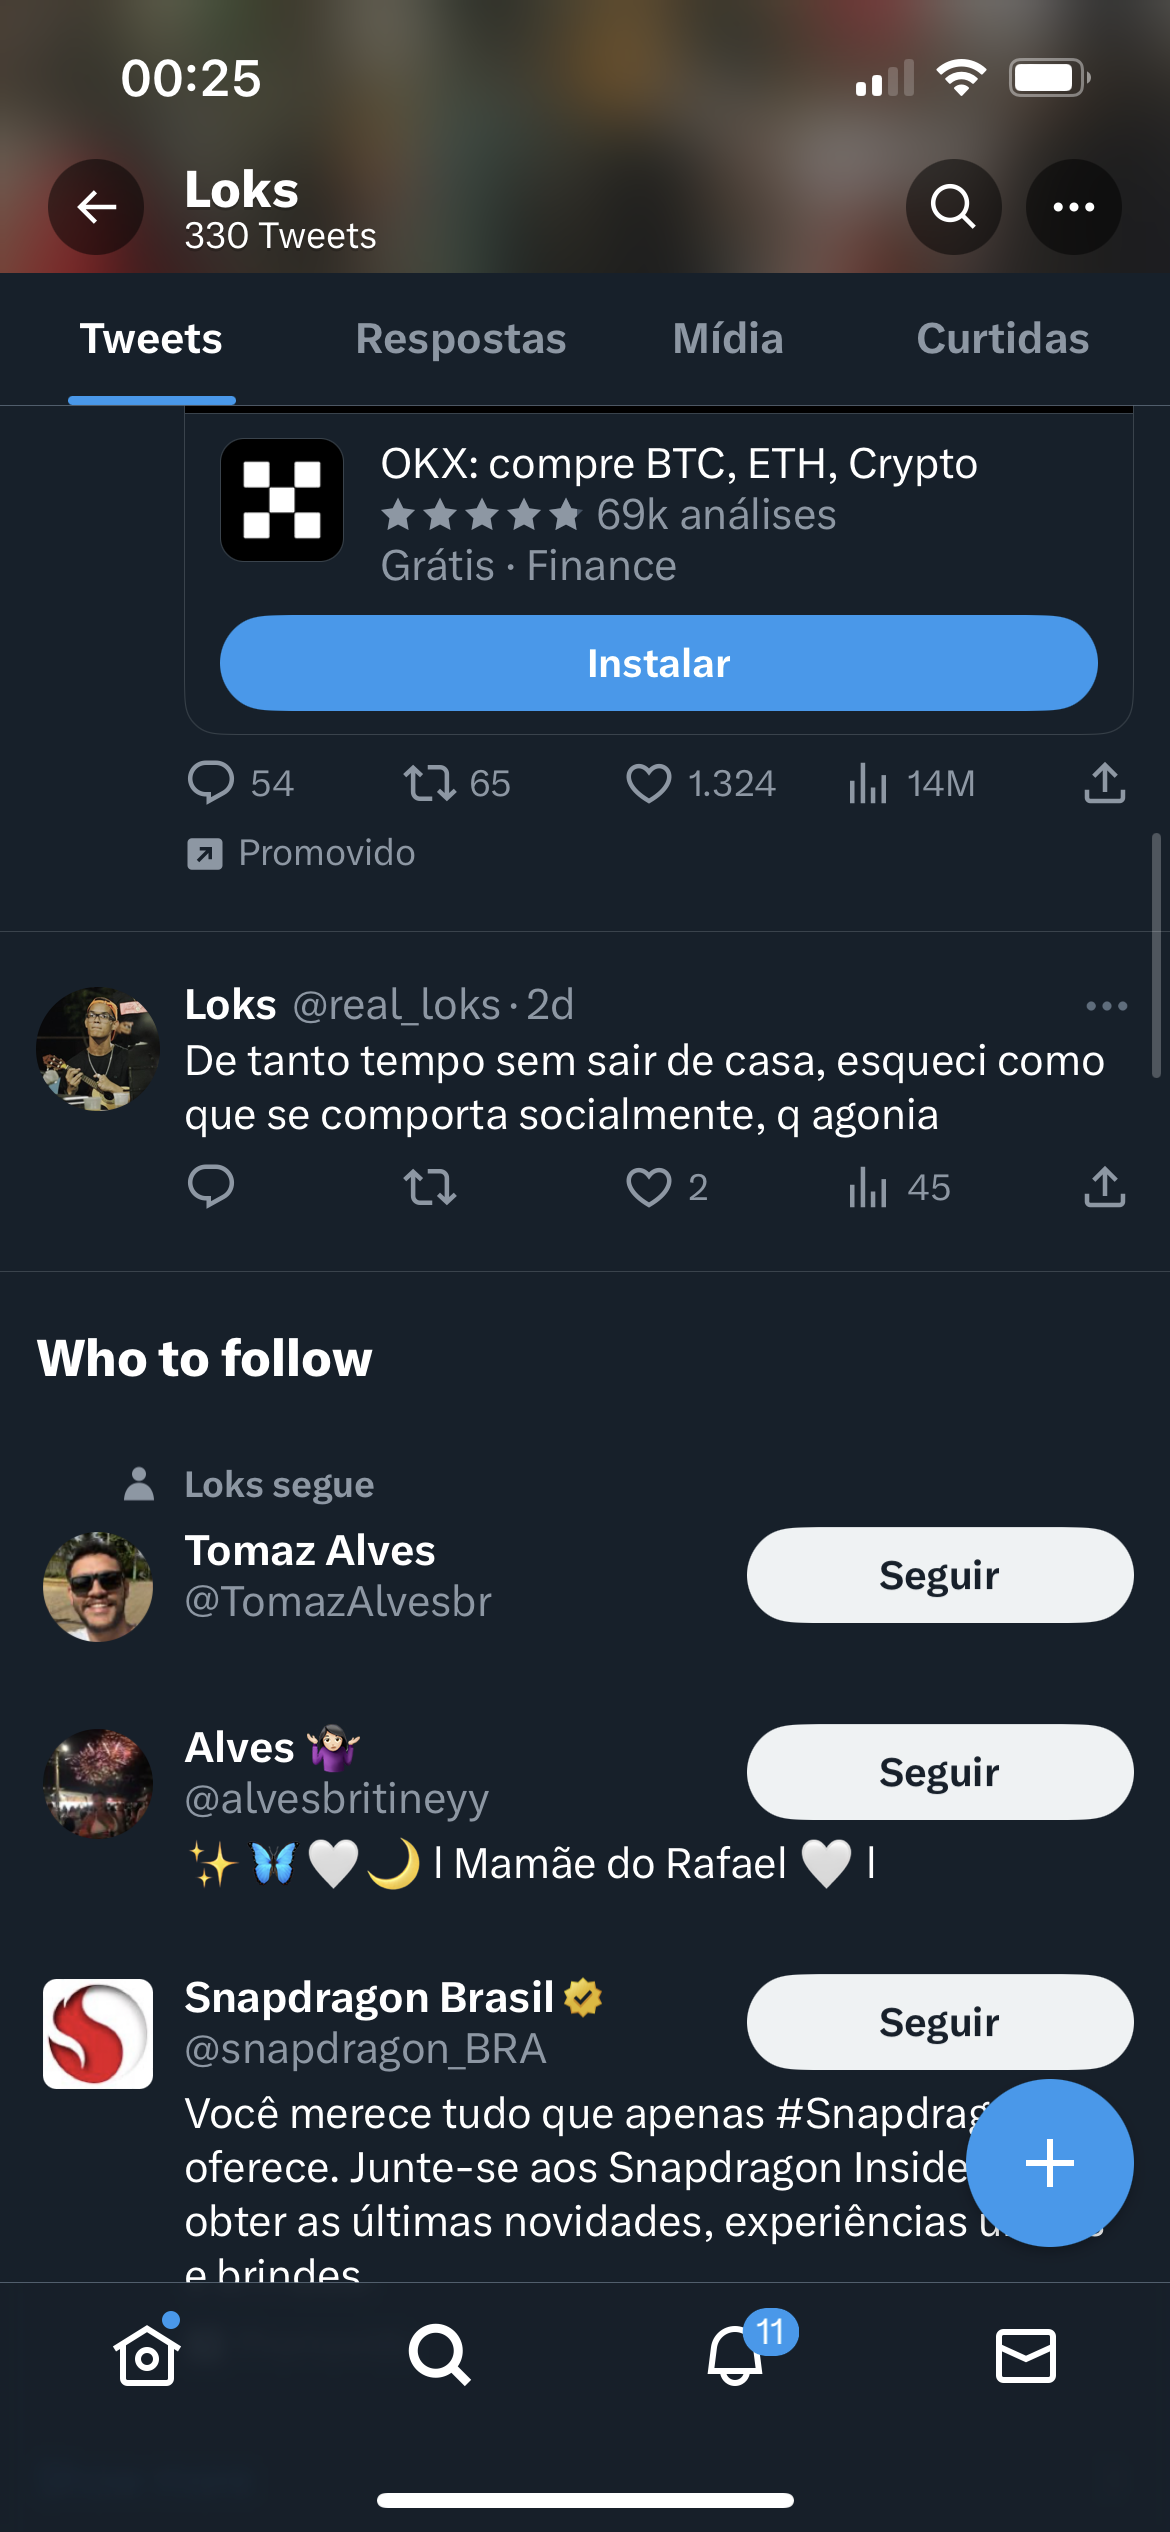 00:25
Loks
330 Tweets
Tweets
Respostas
Mídia
Curtidas
OKX: compre BTC, ETH, Crypto
69k análises
Grátis · Finance
Instalar
54
65
1.324
14M
Promovido
Loks @real_loks · 2d
De tanto tempo sem sair de casa, esqueci como
que se comporta socialmente, q agonia
2
45
Who to follow
Loks segue
Tomaz Alves
@TomazAlvesbr
Seguir
Alves 🤷🏻‍♀️
@alvesbritineyy
Seguir
✨🦋🤍🌙 l Mamãe do Rafael 🤍 l
Snapdragon Brasil
@snapdragon_BRA
Seguir
Você merece tudo que apenas #Snapdrag
oferece. Junte-se aos Snapdragon Inside
obter as últimas novidades, experiências
e brindes
11